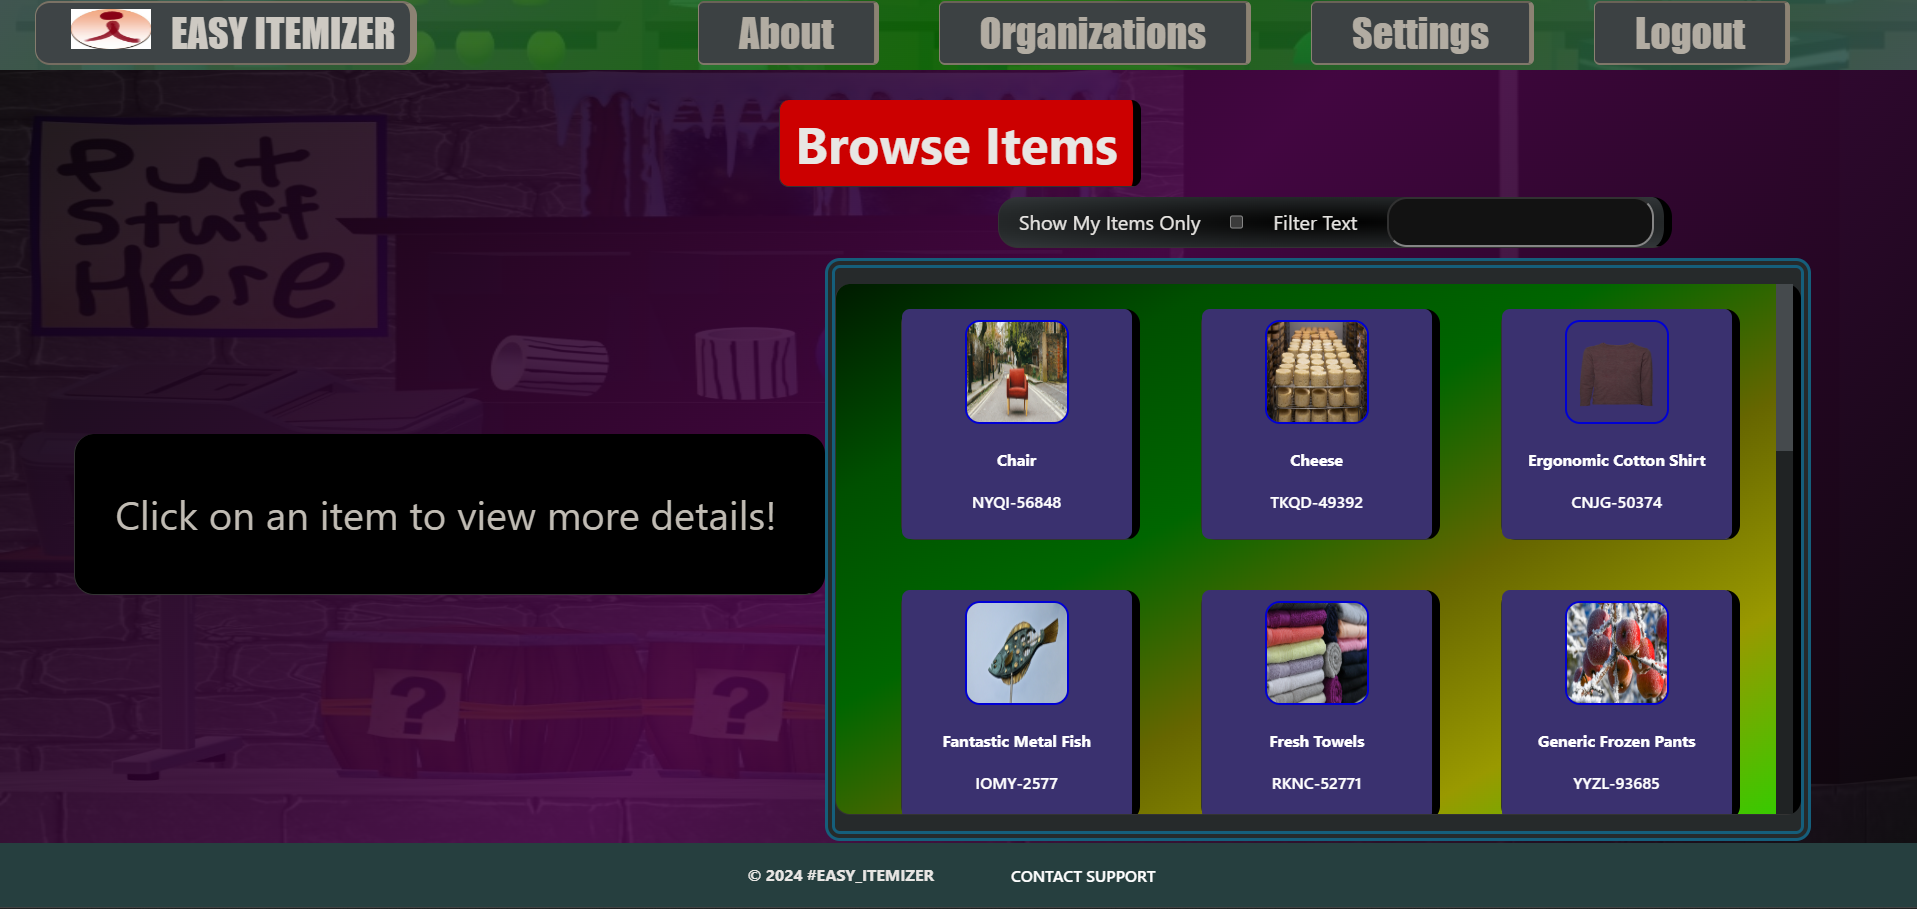 EASY ITEMIZER
About
Organizations
Settings
Logout
Put
Stuff
Here
Browse Items
Show My Items Only
Filter Text
Click on an item to view more details!
Chair
NYQI-56848
Cheese
TKQD-49392
Ergonomic Cotton Shirt
CNJG-50374
?
?
Fantastic Metal Fish
IOMY-2577
Fresh Towels
RKNC-52771
Generic Frozen Pants
YYZL-93685
© 2024 #EASY_ITEMIZER
CONTACT SUPPORT